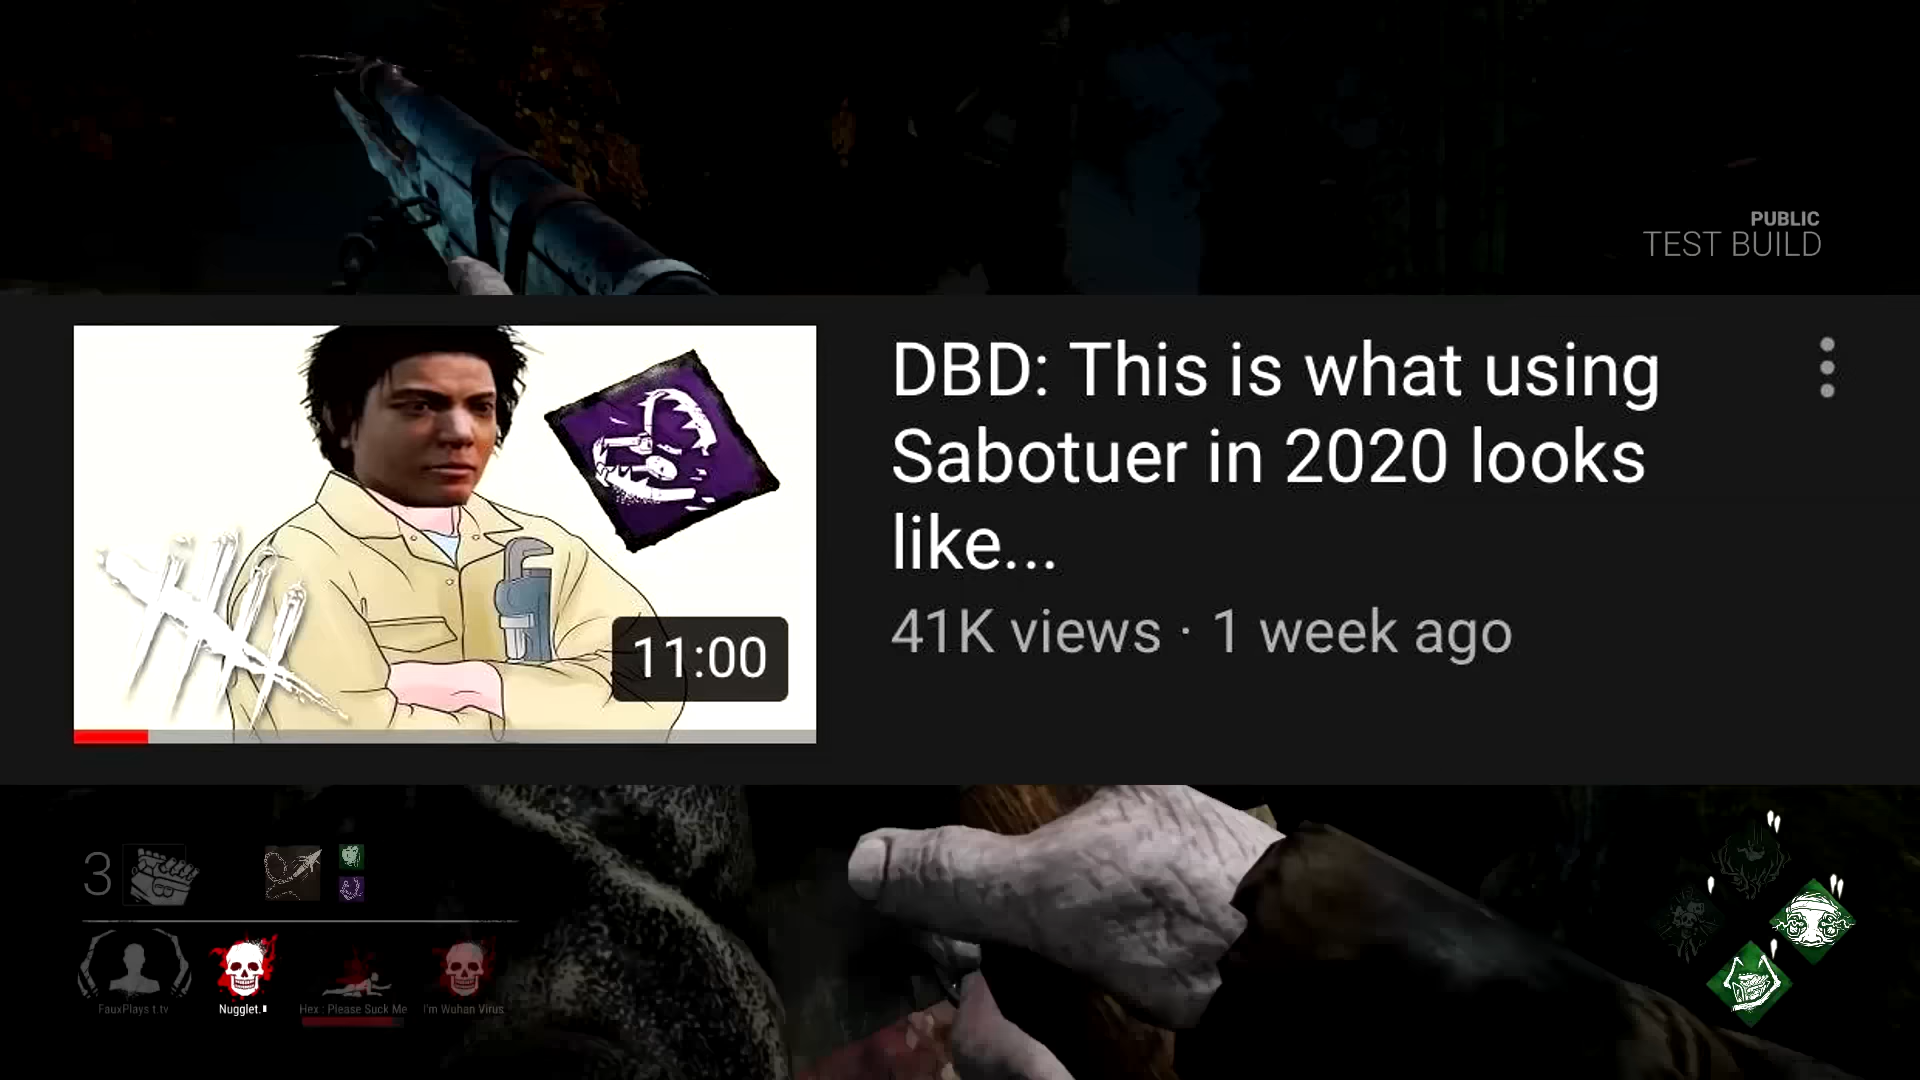 PUBLIC
TEST BUILD
DBD: This is what using
Sabotuer in 2020 looks
like...
41K views · 1 week ago
11:00
3
FauxPlays t.tv
Nugglet.
Hex : Please Suck Me
I'm Wuhan Virus